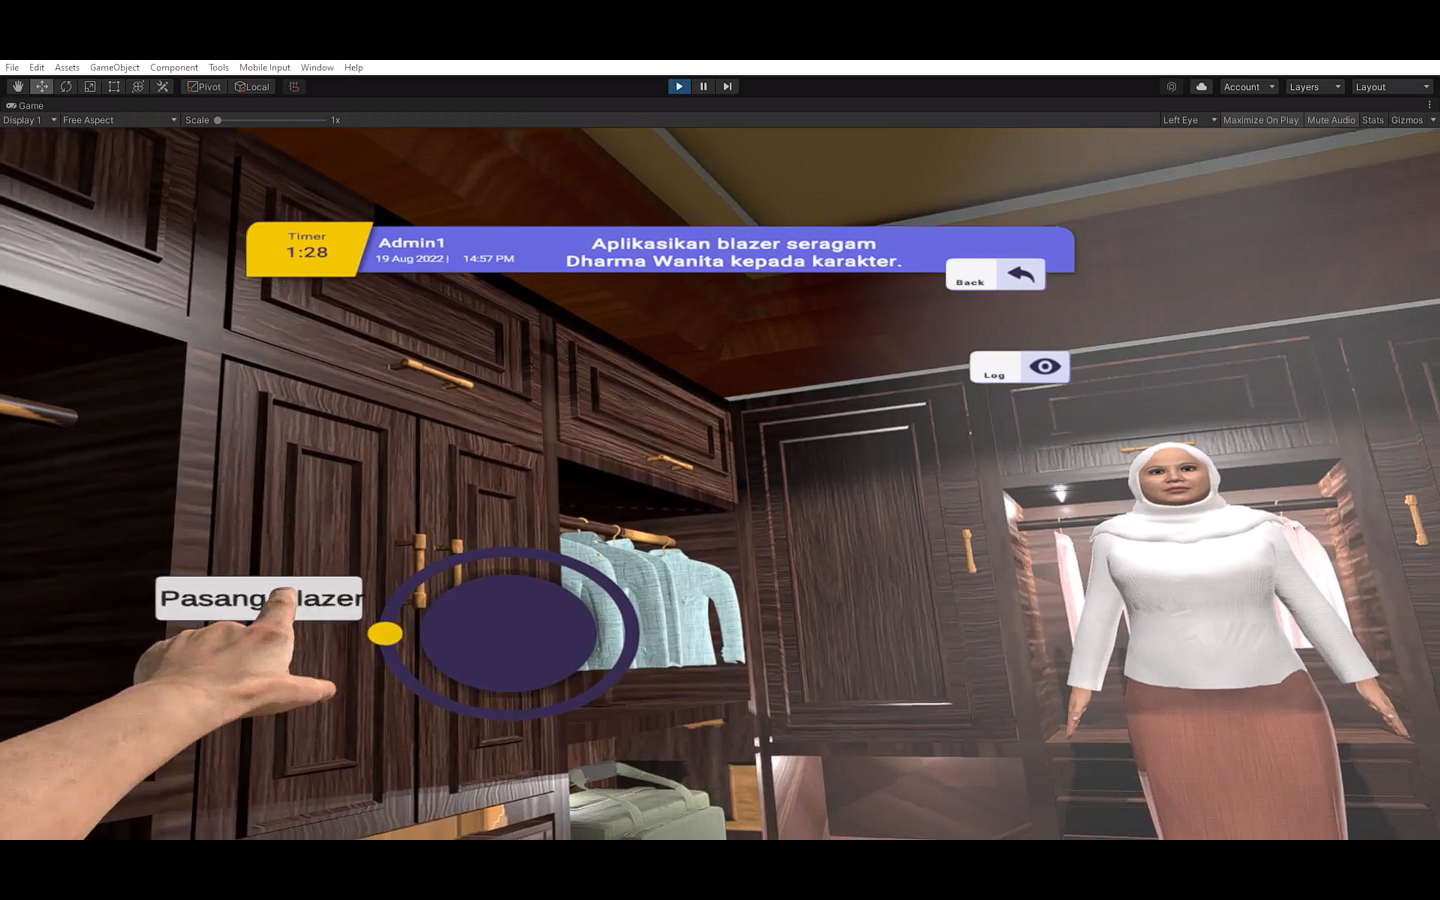 File Edit Assets GameObject Component Tools Mobile Input Window Help
Pivot Local Account Layers Layout
Game
Display 1 Free Aspect Scale 1x Left Eye Maximize On Play Mute Audio Stats Gizmos
Timer
1:28
Admin1
19 Aug 2022 | 14:57 PM
Aplikasikan blazer seragam
Dharma Wanita kepada karakter.
Back
Log
Pasang lazer